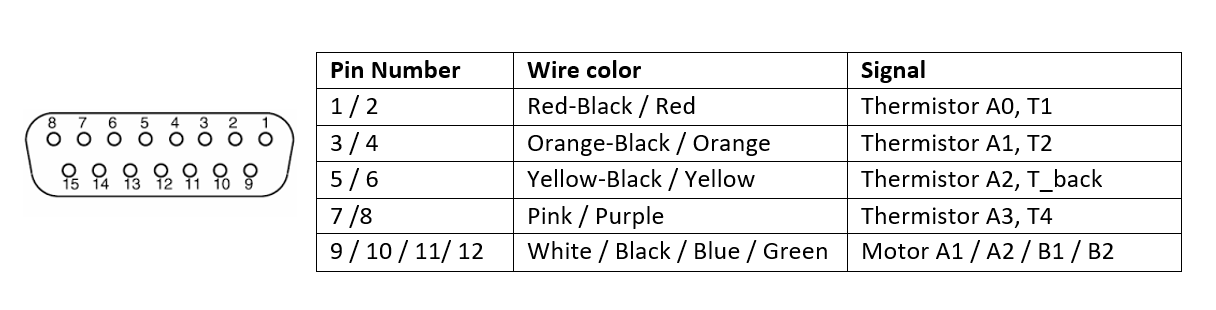 8 7 6 5 4 3 2 1
15 14 13 12 11 10 9
Pin Number Wire color Signal
1 / 2 Red-Black / Red Thermistor A0, T1
3 / 4 Orange-Black / Orange Thermistor A1, T2
5 / 6 Yellow-Black / Yellow Thermistor A2, T_back
7 /8 Pink / Purple Thermistor A3, T4
9 / 10 / 11/ 12 White / Black / Blue / Green Motor A1 / A2 / B1 / B2